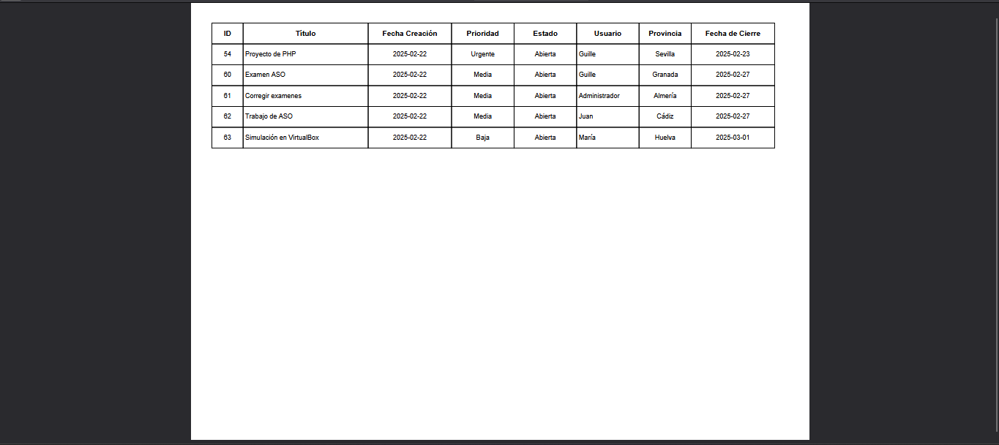 ID Título Fecha Creación Prioridad Estado Usuario Provincia Fecha de Cierre
54 Proyecto de PHP 2025-02-22 Urgente Abierta Guille Sevilla 2025-02-23
60 Examen ASO 2025-02-22 Media Abierta Guille Granada 2025-02-27
61 Corregir examenes 2025-02-22 Media Abierta Administrador Almería 2025-02-27
62 Trabajo de ASO 2025-02-22 Media Abierta Juan Cádiz 2025-02-27
63 Simulación en VirtualBox 2025-02-22 Baja Abierta María Huelva 2025-03-01